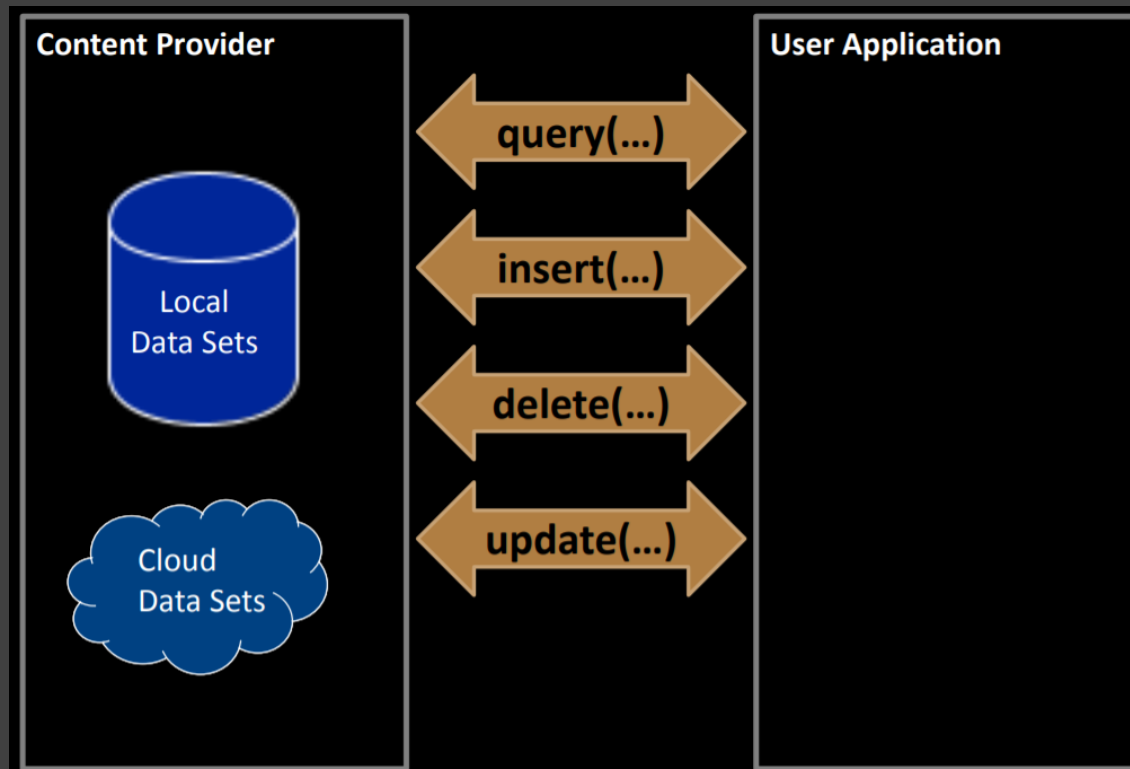 Content Provider
User Application
query(...)
insert(...)
delete(...)
update(...)
Local
Data Sets
Cloud
Data Sets